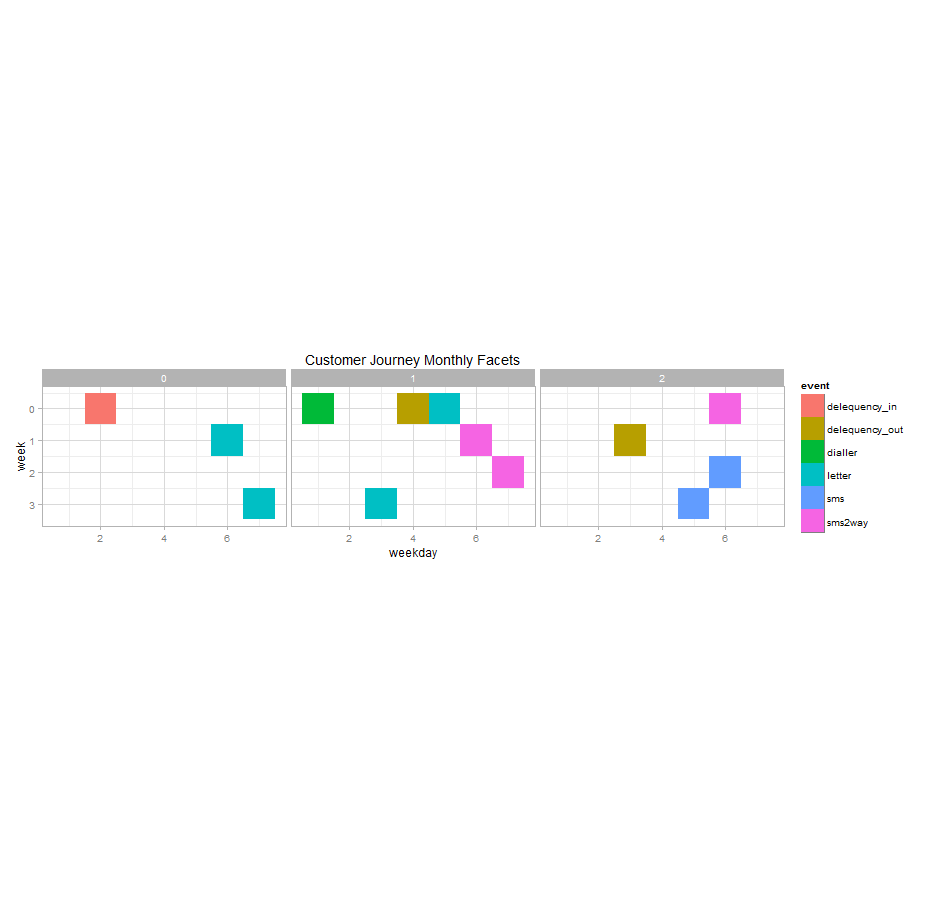 Customer Journey Monthly Facets
0 1 2
event
delequency_in
delequency_out
dialler
letter
sms
sms2way
week
0
1
2
3
2 4 6 2 4 6 2 4 6
weekday